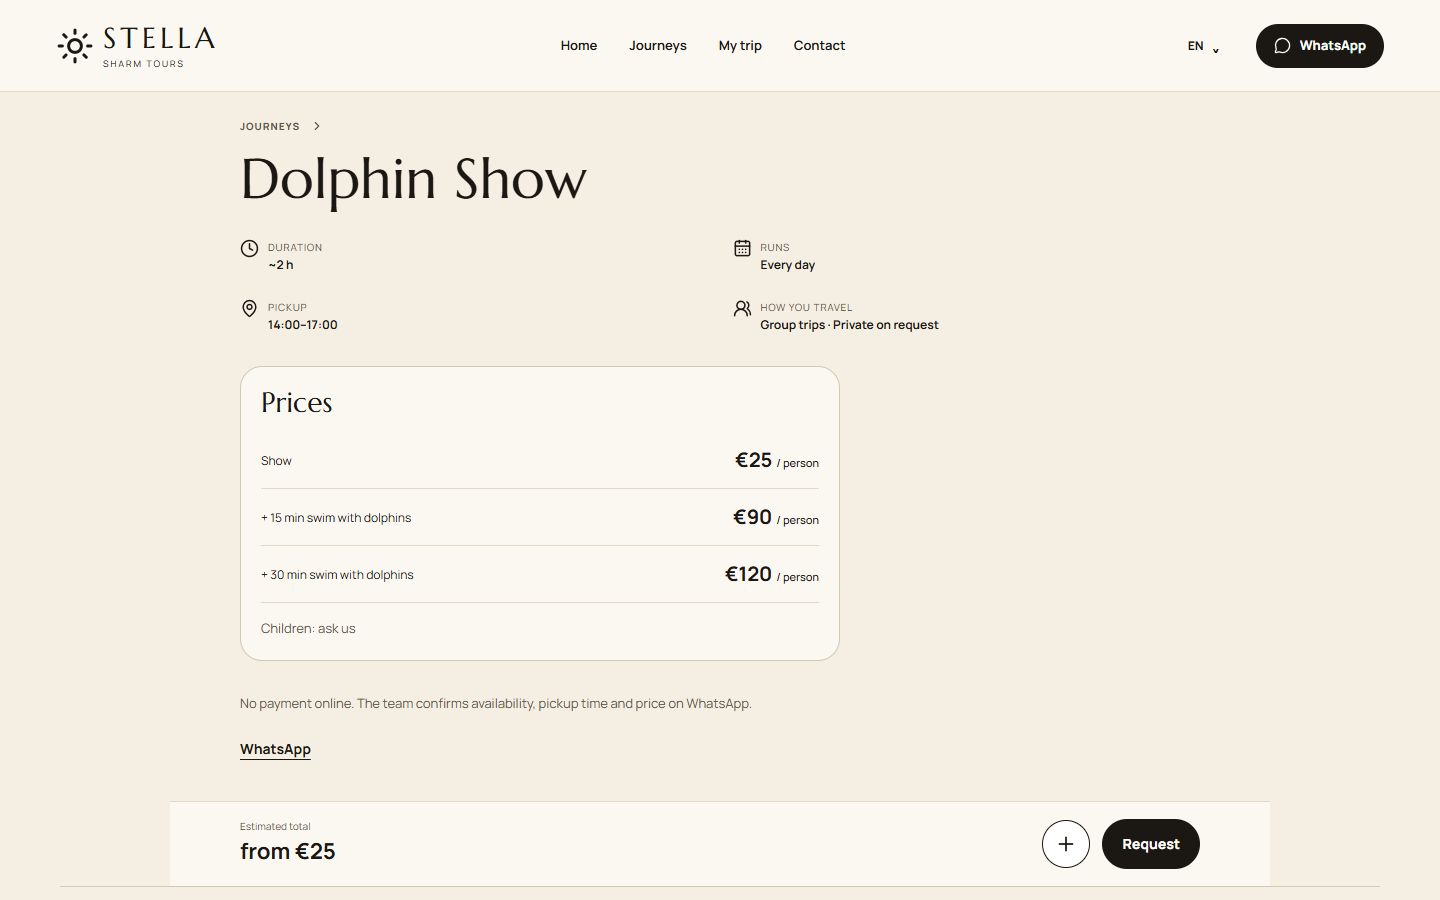 STELLA
SHARM TOURS
Home
Journeys
My trip
Contact
EN
WhatsApp
JOURNEYS
Dolphin Show
DURATION
~2 h
RUNS
Every day
PICKUP
14:00–17:00
HOW YOU TRAVEL
Group trips · Private on request
Prices
Show
€25 / person
+ 15 min swim with dolphins
€90 / person
+ 30 min swim with dolphins
€120 / person
Children: ask us
No payment online. The team confirms availability, pickup time and price on WhatsApp.
WhatsApp
Estimated total
from €25
Request